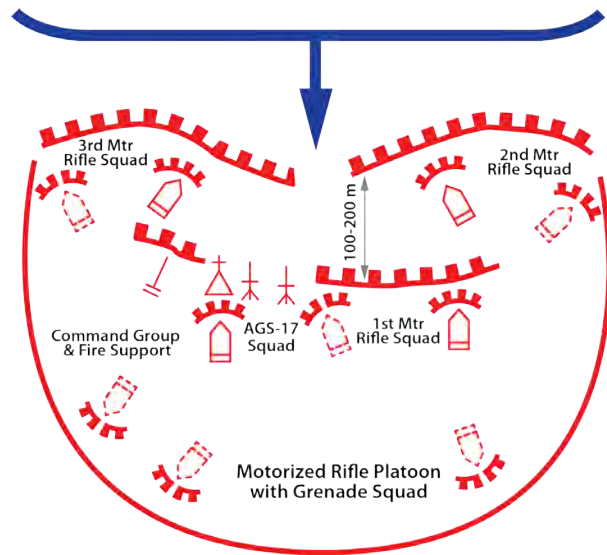 3rd Mtr
Rifle Squad
2nd Mtr
Rifle Squad
100-200 m
Command Group
& Fire Support
AGS-17
Squad
1st Mtr
Rifle Squad
Motorized Rifle Platoon
with Grenade Squad